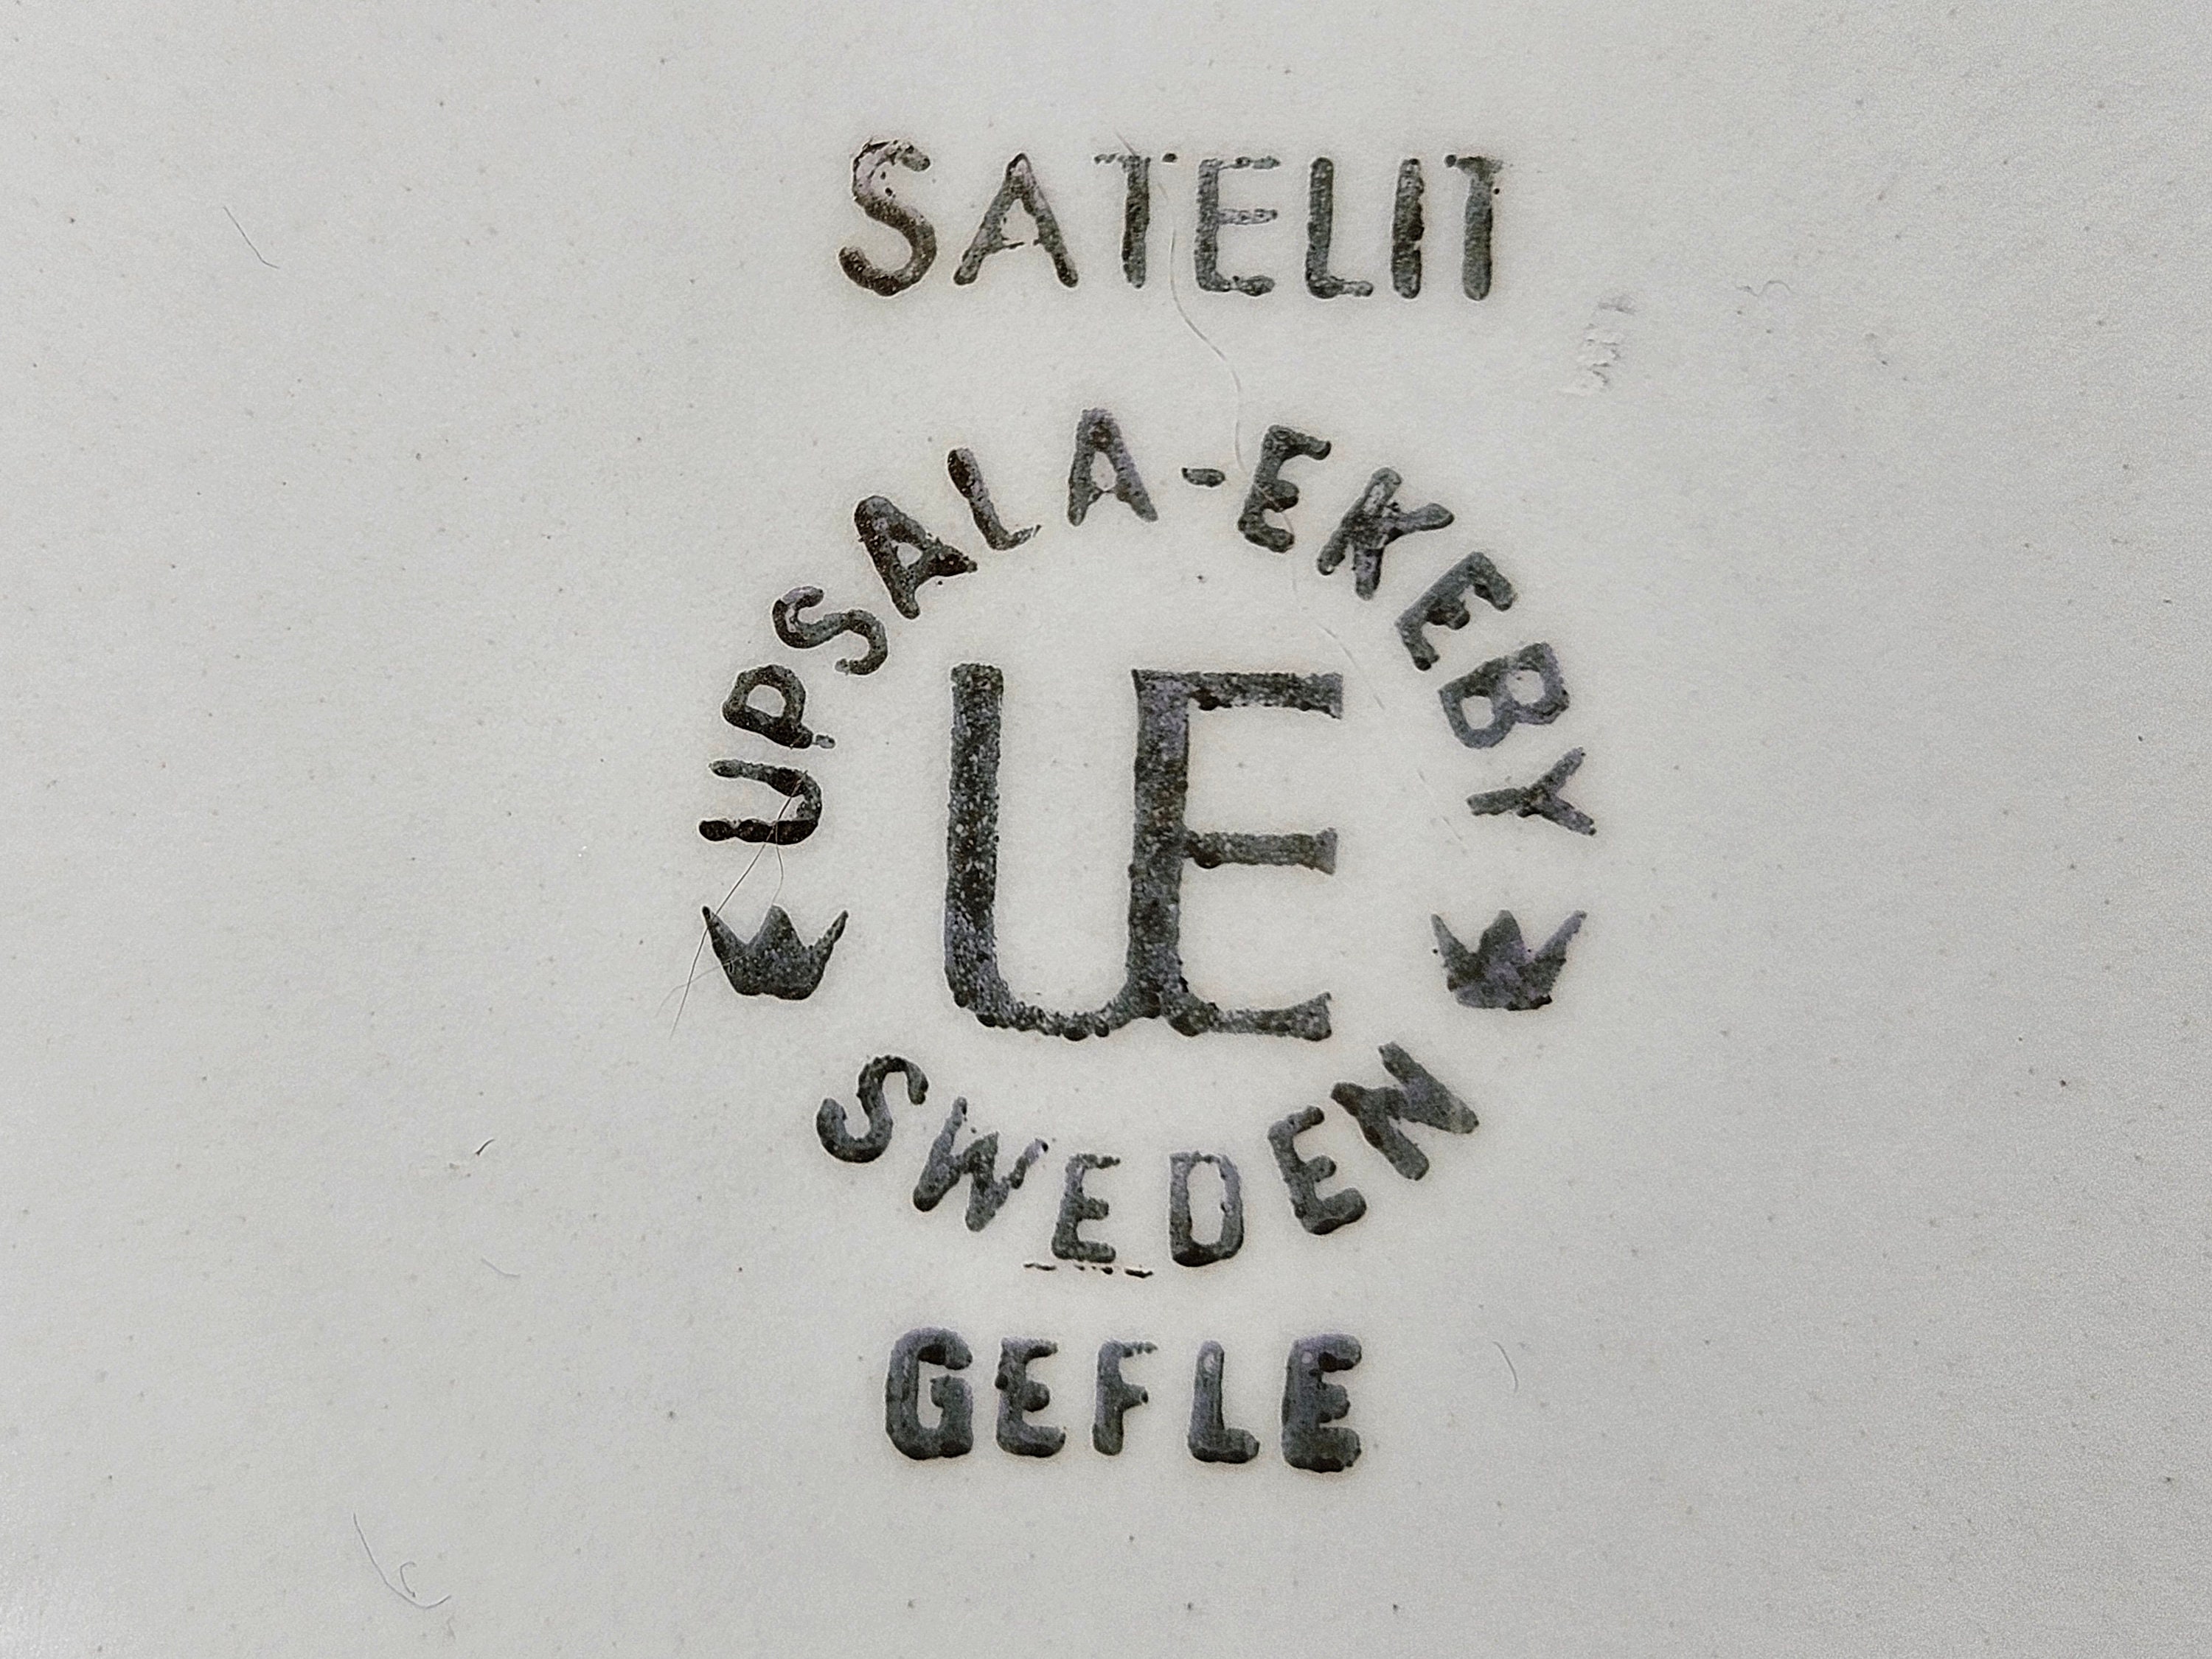 SATELIT
UPSALA-EKEBY
UE
SWEDEN
GEFLE